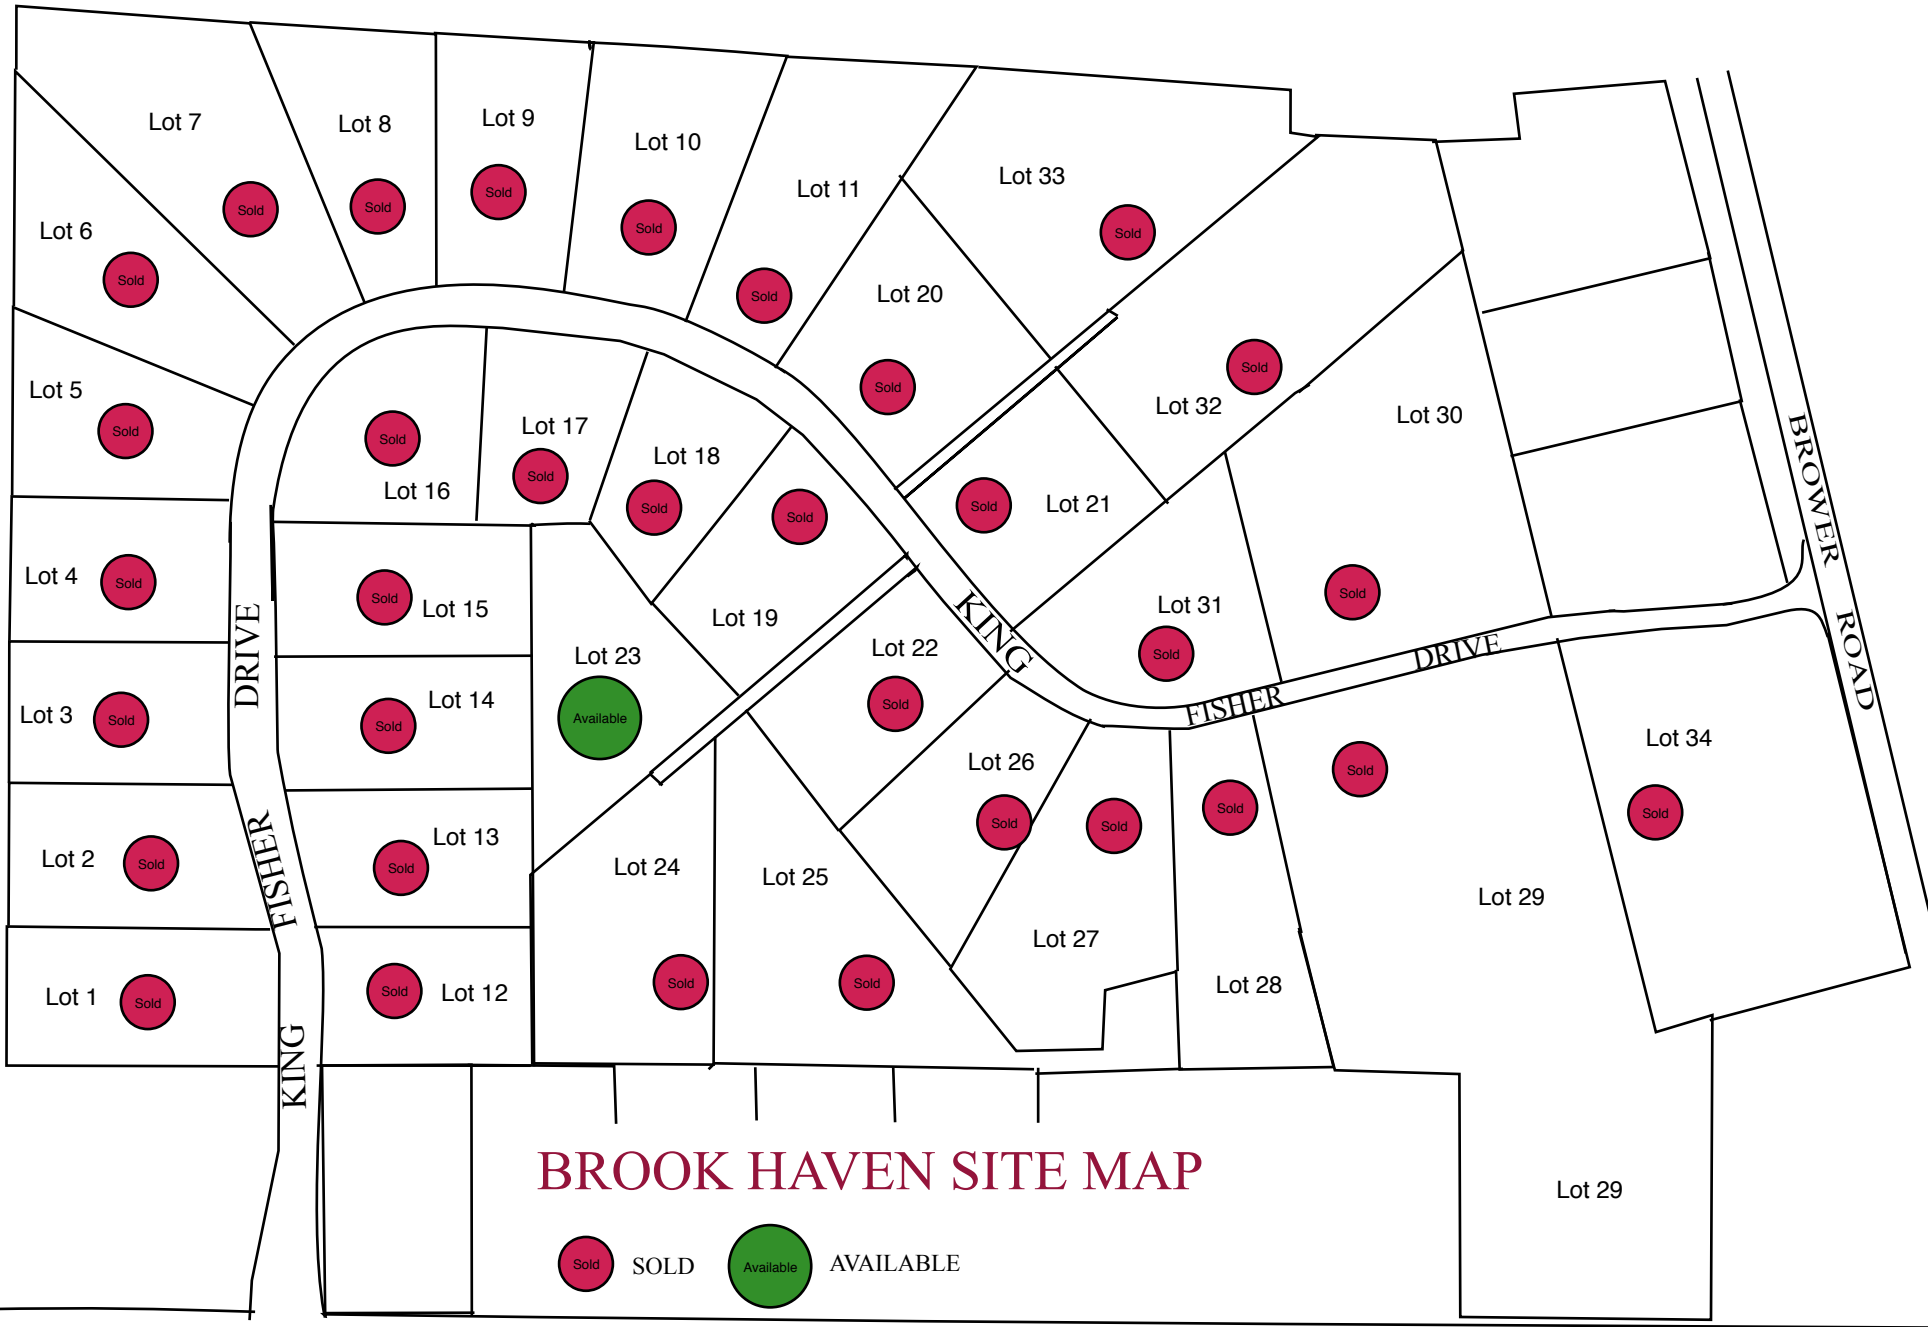 Lot 7
Sold
Lot 8
Sold
Lot 9
Sold
Lot 10
Sold
Lot 11
Sold
Lot 33
Sold
Lot 6
Sold
Lot 20
Sold
Lot 5
Sold
Lot 16
Sold
Lot 17
Sold
Lot 18
Sold
Lot 32
Sold
Lot 30
Sold
Lot 21
Sold
Lot 4
Sold
Lot 15
Sold
Lot 19
Sold
Lot 31
Sold
Lot 23
Available
Lot 22
Sold
Lot 3
Sold
Lot 14
Sold
Lot 26
Sold
Lot 34
Sold
Lot 2
Sold
Lot 13
Sold
Lot 24
Sold
Lot 25
Sold
Lot 27
Sold
Lot 28
Sold
Lot 29
Sold
Lot 1
Sold
Lot 12
Sold
Lot 29
KING FISHER DRIVE
KING FISHER DRIVE
BROWER ROAD
BROOK HAVEN SITE MAP
Sold SOLD Available AVAILABLE